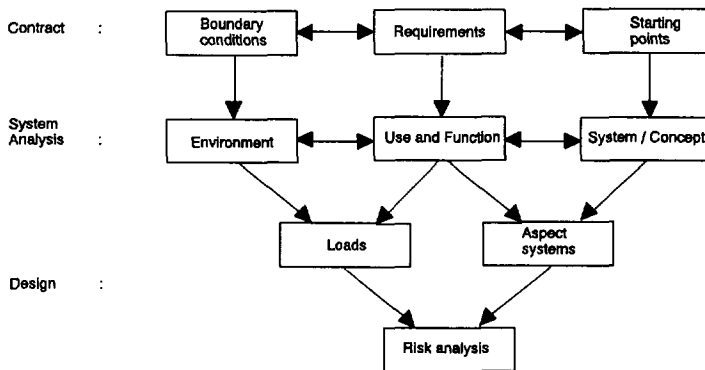 Contract :
Boundary
conditions
Requirements
Starting
points
System
Analysis :
Environment
Use and Function
System / Concept
Loads
Aspect
systems
Design :
Risk analysis